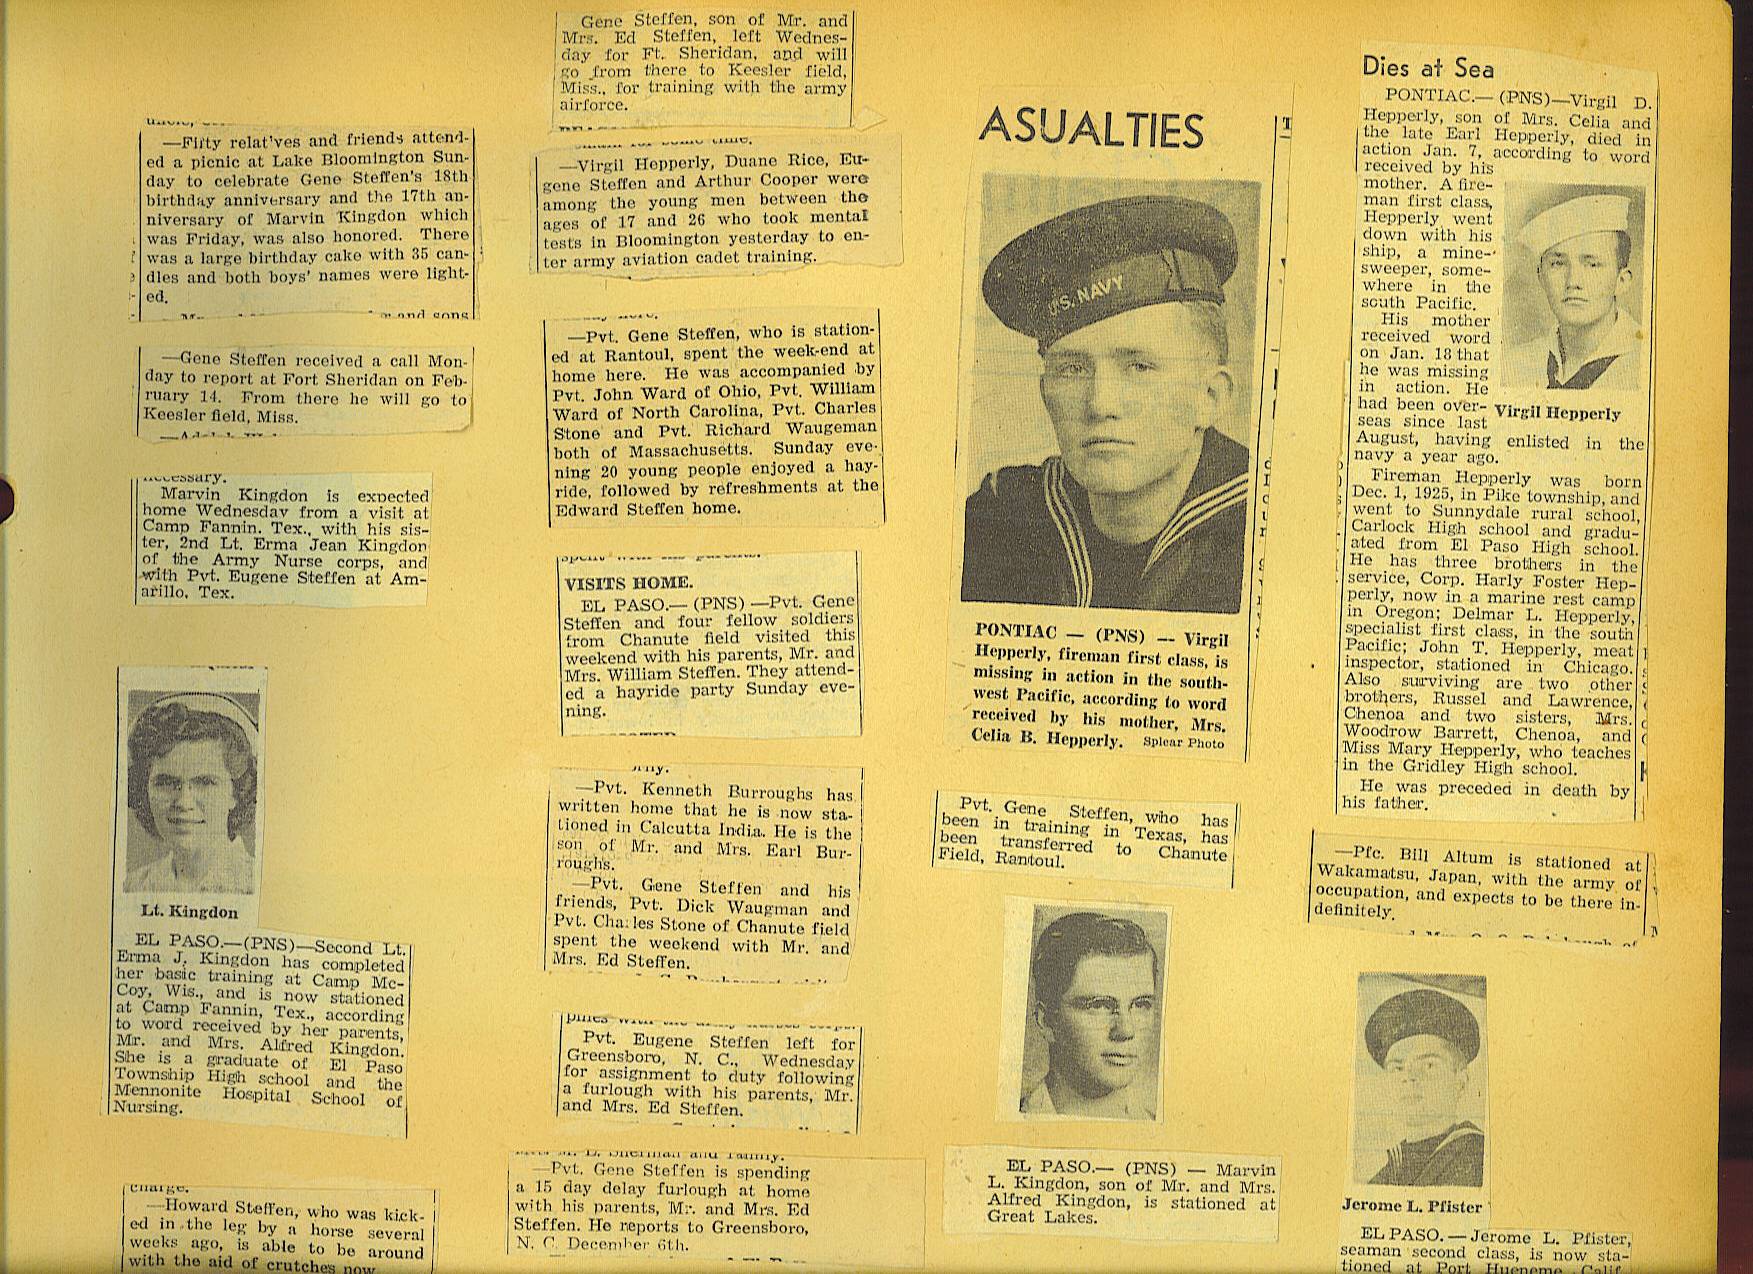 —Fifty relat'ves and friends attend-
ed a picnic at Lake Bloomington Sun-
day to celebrate Gene Steffen's 18th
birthday anniversary and the 17th an-
niversary of Marvin Kingdon which
was Friday, was also honored. There
was a large birthday cake with 35 can-
dles and both boys' names were light-
ed.
and sons
—Gene Steffen received a call Mon-
day to report at Fort Sheridan on Feb-
ruary 14. From there he will go to
Keesler field, Miss.
necessary.
Marvin Kingdon is expected
home Wednesday from a visit at
Camp Fannin, Tex., with his sis-
ter, 2nd Lt. Erma Jean Kingdon
of the Army Nurse corps, and
with Pvt. Eugene Steffen at Am-
arillo, Tex.
Lt. Kingdon
EL PASO.—(PNS)—Second Lt.
Erma J. Kingdon has completed
her basic training at Camp Mc-
Coy, Wis., and is now stationed
at Camp Fannin, Tex., according
to word received by her parents,
Mr. and Mrs. Alfred Kingdon.
She is a graduate of El Paso
Township High school and the
Mennonite Hospital School of
Nursing.
charge.
—Howard Steffen, who was kick-
ed in the leg by a horse several
weeks ago, is able to be around
with the aid of crutches now
Gene Steffen, son of Mr. and
Mrs. Ed Steffen, left Wednes-
day for Ft. Sheridan, and will
go from there to Keesler field,
Miss., for training with the army
airforce.
for some time.
—Virgil Hepperly, Duane Rice, Eu-
gene Steffen and Arthur Cooper were
among the young men between the
ages of 17 and 26 who took mental
tests in Bloomington yesterday to en-
ter army aviation cadet training.
—Pvt. Gene Steffen, who is station-
ed at Rantoul, spent the week-end at
home here. He was accompanied by
Pvt. John Ward of Ohio, Pvt. William
Ward of North Carolina, Pvt. Charles
Stone and Pvt. Richard Waugeman
both of Massachusetts. Sunday eve-
ning 20 young people enjoyed a hay-
ride, followed by refreshments at the
Edward Steffen home.
spent with his parents.
VISITS HOME.
EL PASO.— (PNS) —Pvt. Gene
Steffen and four fellow soldiers
from Chanute field visited this
weekend with his parents, Mr. and
Mrs. William Steffen. They attend-
ed a hayride party Sunday eve-
ning.
—Pvt. Kenneth Burroughs has
written home that he is now sta-
tioned in Calcutta India. He is the
son of Mr. and Mrs. Earl Bur-
roughs.
—Pvt. Gene Steffen and his
friends, Pvt. Dick Waugman and
Pvt. Charles Stone of Chanute field
spent the weekend with Mr. and
Mrs. Ed Steffen.
Pvt. Eugene Steffen left for
Greensboro, N. C., Wednesday
for assignment to duty following
a furlough with his parents, Mr.
and Mrs. Ed Steffen.
Mrs. M. L. Sherman and family.
—Pvt. Gene Steffen is spending
a 15 day delay furlough at home
with his parents, Mr. and Mrs. Ed
Steffen. He reports to Greensboro,
N. C. December 6th.
ASUALTIES
U.S. NAVY
PONTIAC — (PNS) — Virgil
Hepperly, fireman first class, is
missing in action in the south-
west Pacific, according to word
received by his mother, Mrs.
Celia B. Hepperly. Splear Photo
Pvt. Gene Steffen, who has
been in training in Texas, has
been transferred to Chanute
Field, Rantoul.
EL PASO.— (PNS) — Marvin
L. Kingdon, son of Mr. and Mrs.
Alfred Kingdon, is stationed at
Great Lakes.
Dies at Sea
PONTIAC.— (PNS)—Virgil D.
Hepperly, son of Mrs. Celia and
the late Earl Hepperly, died in
action Jan. 7, according to word
received by his
mother. A fire-
man first class,
Hepperly went
down with his
ship, a mine-
sweeper, some-
where in the
south Pacific.
His mother
received word
on Jan. 18 that
he was missing
in action. He
had been over-
seas since last
Virgil Hepperly
August, having enlisted in the
navy a year ago.
Fireman Hepperly was born
Dec. 1, 1925, in Pike township, and
went to Sunnydale rural school,
Carlock High school and gradu-
ated from El Paso High school.
He has three brothers in the
service, Corp. Harly Foster Hep-
perly, now in a marine rest camp
in Oregon; Delmar L. Hepperly,
specialist first class, in the south
Pacific; John T. Hepperly, meat
inspector, stationed in Chicago.
Also surviving are two other
brothers, Russel and Lawrence,
Chenoa and two sisters, Mrs.
Woodrow Barrett, Chenoa, and
Miss Mary Hepperly, who teaches
in the Gridley High school.
He was preceded in death by
his father.
—Pfc. Bill Altum is stationed at
Wakamatsu, Japan, with the army of
occupation, and expects to be there in-
definitely.
Jerome L. Pfister
EL PASO. — Jerome L. Pfister,
seaman second class, is now sta-
tioned at Port Hueneme, Calif.